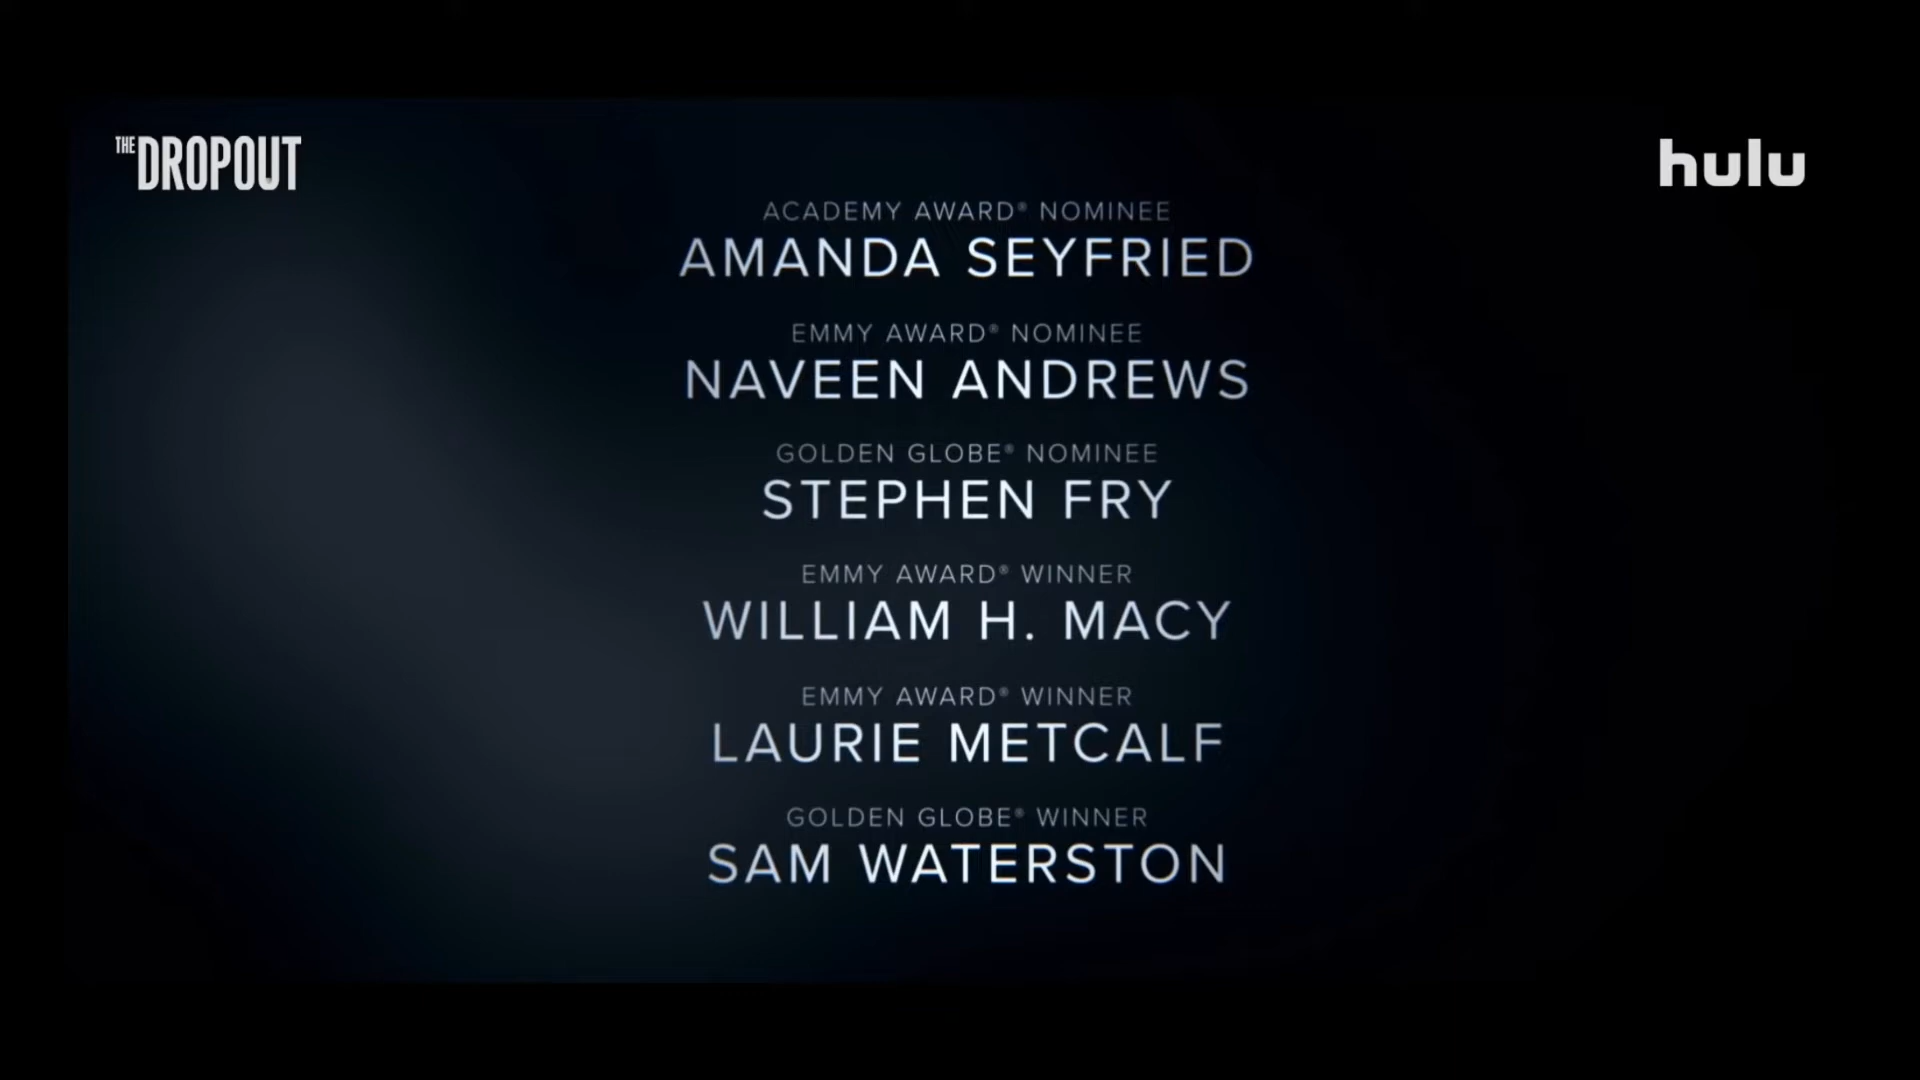 THE DROPOUT
hulu
ACADEMY AWARD® NOMINEE
AMANDA SEYFRIED
EMMY AWARD® NOMINEE
NAVEEN ANDREWS
GOLDEN GLOBE® NOMINEE
STEPHEN FRY
EMMY AWARD® WINNER
WILLIAM H. MACY
EMMY AWARD® WINNER
LAURIE METCALF
GOLDEN GLOBE® WINNER
SAM WATERSTON